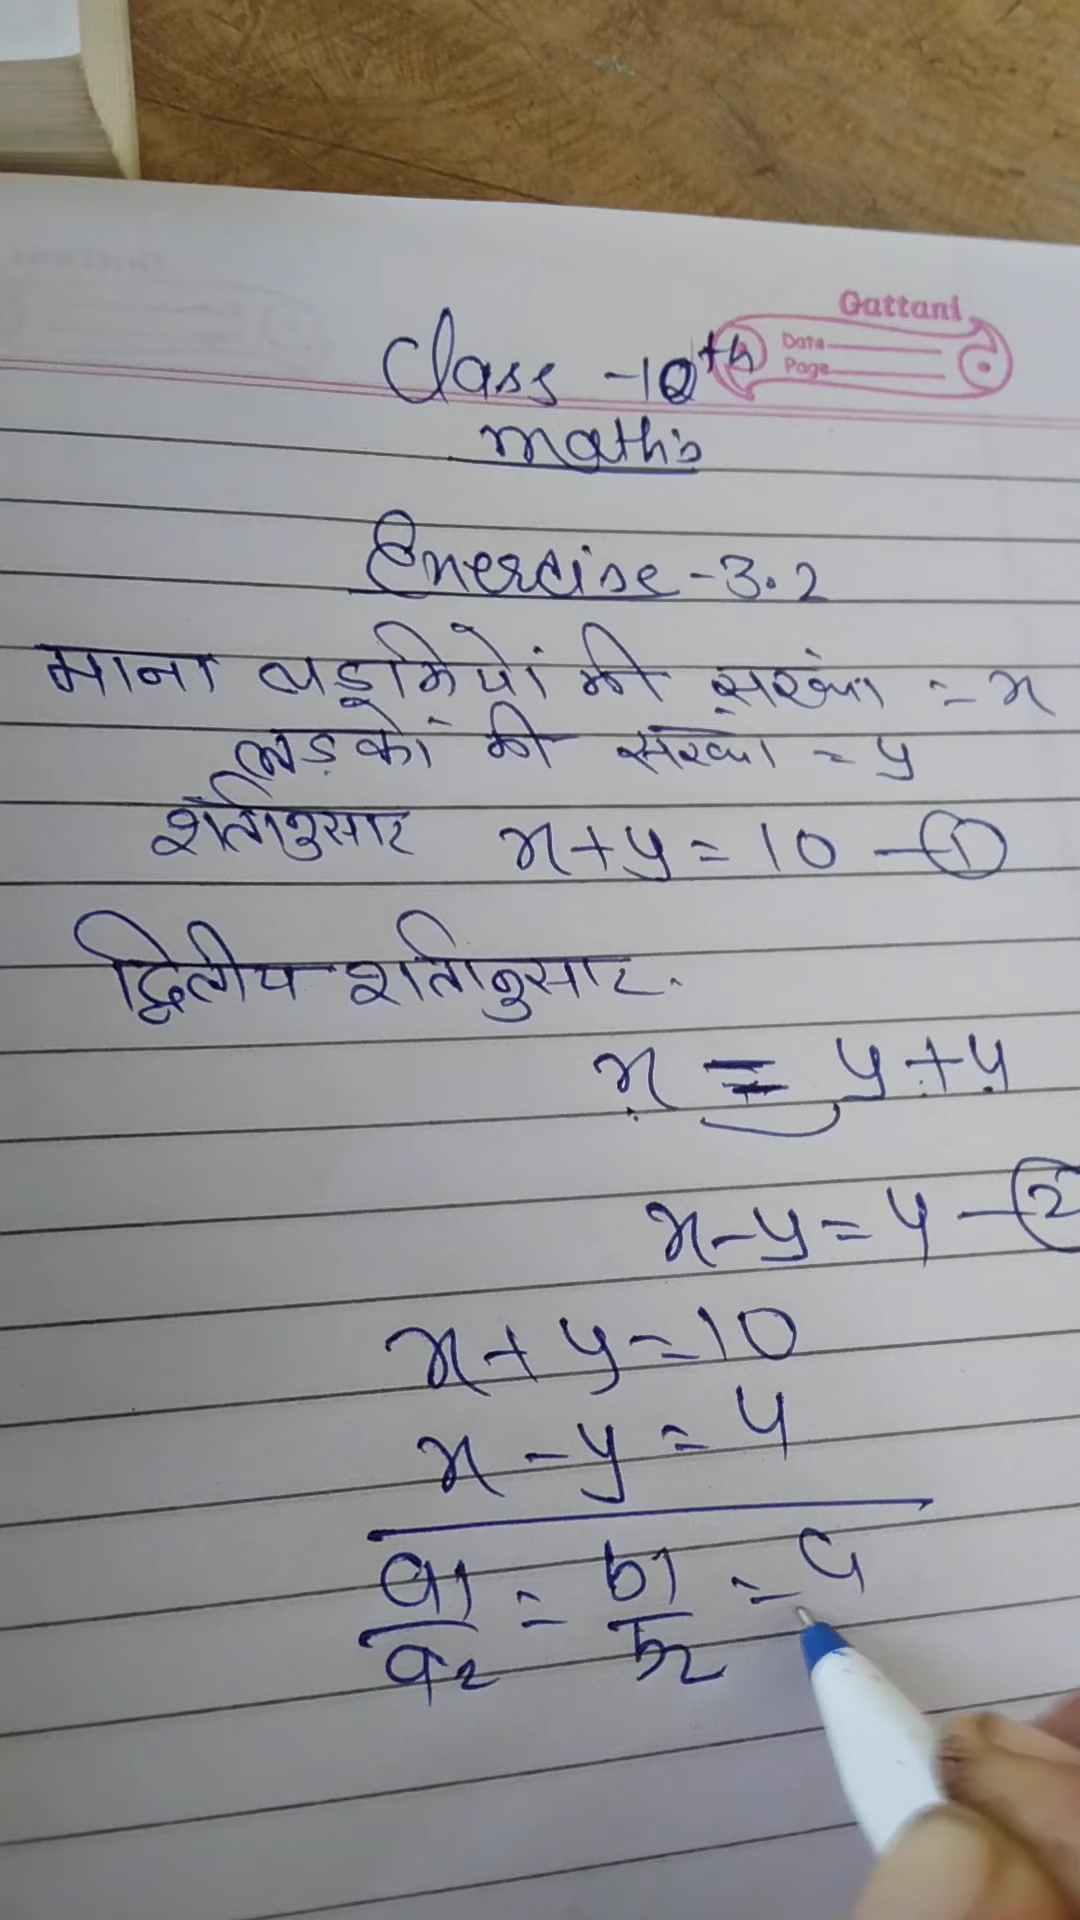 Gattani
Date
Page
Class - 10th
maths
Exercise - 3.2
माना लड़कियों की संख्या = x
लड़कों की संख्या = y
शर्तानुसार x + y = 10 — ①
द्वितीय शर्तानुसार.
x = y + 4
x - y = 4 — ②
x + y = 10
x - y = 4
a1/a2 = b1/b2 = c1